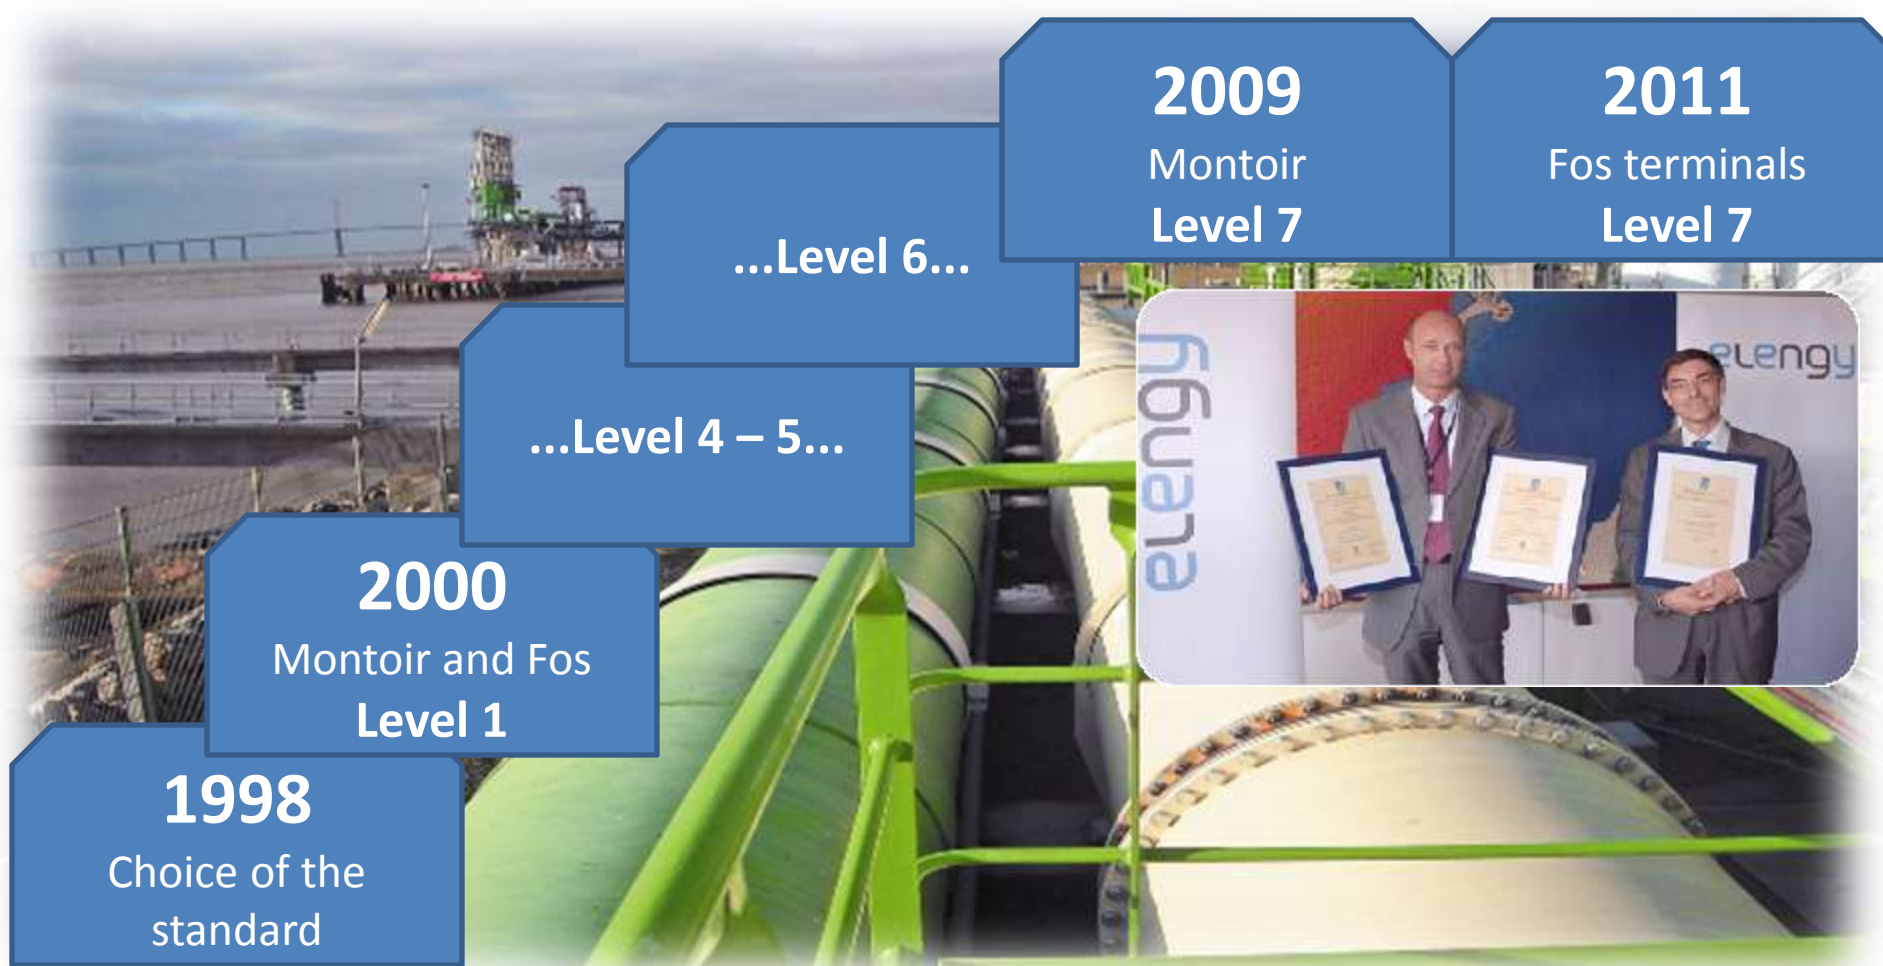 2009
Montoir
Level 7
2011
Fos terminals
Level 7
...Level 6...
...Level 4 – 5...
2000
Montoir and Fos
Level 1
1998
Choice of the
standard
elengy
elengy